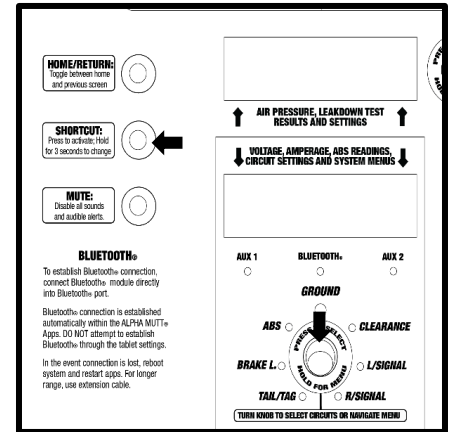 HOME/RETURN:
Toggle between home
and previous screen
SHORTCUT:
Press to activate; Hold
for 3 seconds to change
MUTE:
Disable all sounds
and audible alerts.
BLUETOOTH®
To establish Bluetooth® connection,
connect Bluetooth® module directly
into Bluetooth® port.
Bluetooth® connection is established
automatically within the ALPHA MUTT®
Apps. DO NOT attempt to establish
Bluetooth® through the tablet settings.
In the event connection is lost, reboot
system and restart apps. For longer
range, use extension cable.
AIR PRESSURE, LEAKDOWN TEST
RESULTS AND SETTINGS
VOLTAGE, AMPERAGE, ABS READINGS,
CIRCUIT SETTINGS AND SYSTEM MENUS
AUX 1
BLUETOOTH®
AUX 2
GROUND
ABS
CLEARANCE
PRESS SELECT
BRAKE L.
L/SIGNAL
HOLD FOR MENU
TAIL/TAG
R/SIGNAL
TURN KNOB TO SELECT CIRCUITS OR NAVIGATE MENU